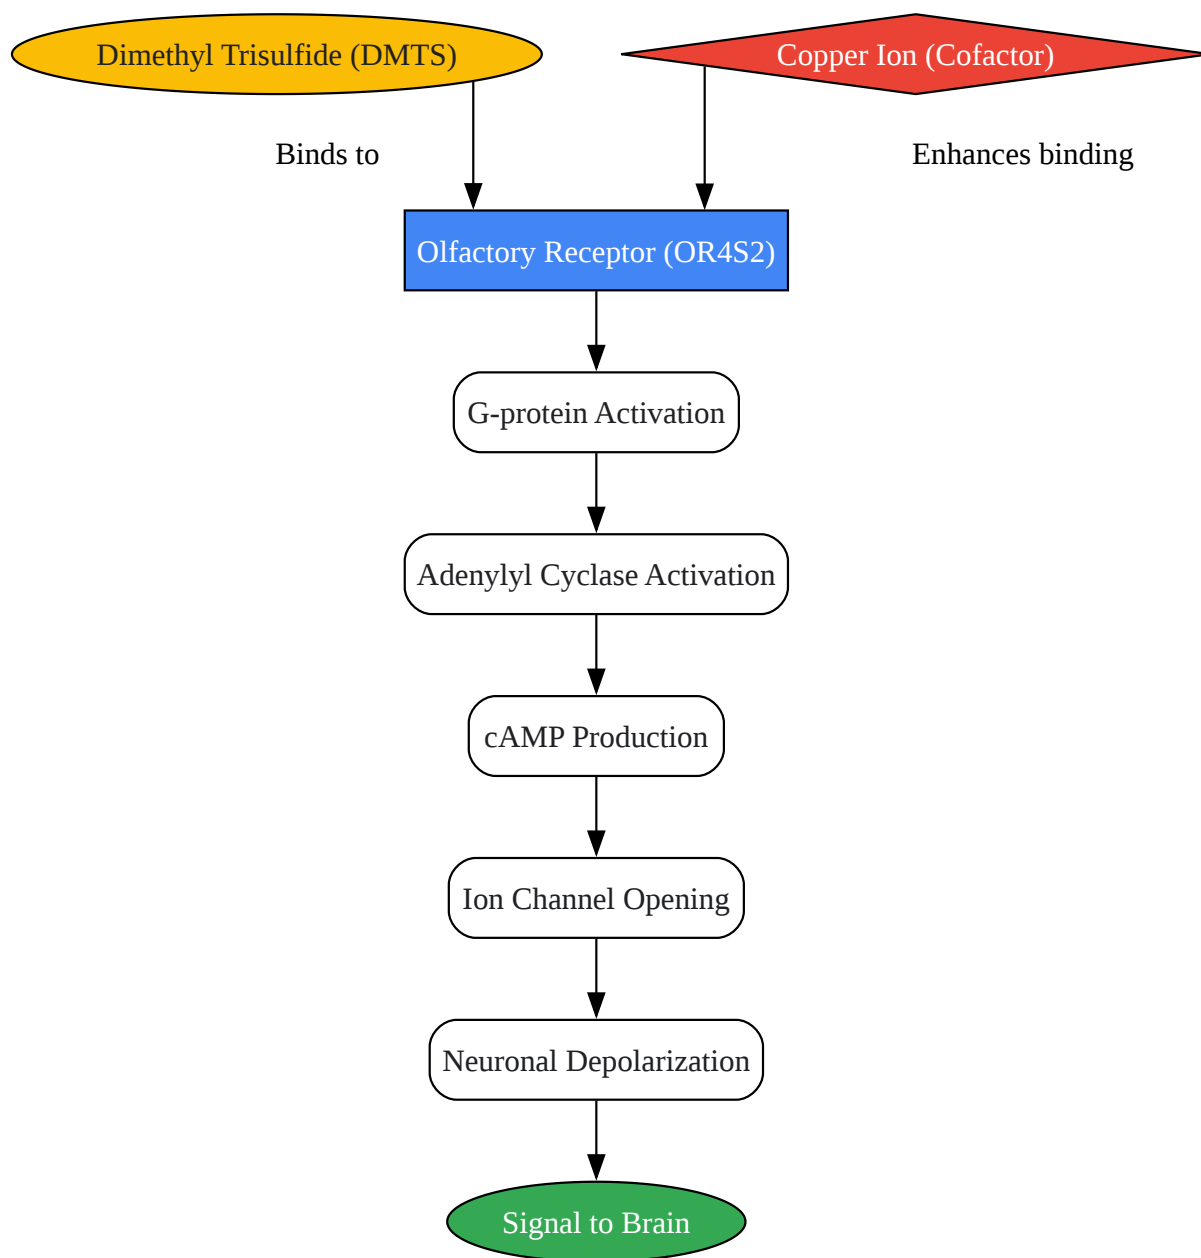 Dimethyl Trisulfide (DMTS)
Copper Ion (Cofactor)
Binds to
Enhances binding
Olfactory Receptor (OR4S2)
G-protein Activation
Adenylyl Cyclase Activation
cAMP Production
Ion Channel Opening
Neuronal Depolarization
Signal to Brain